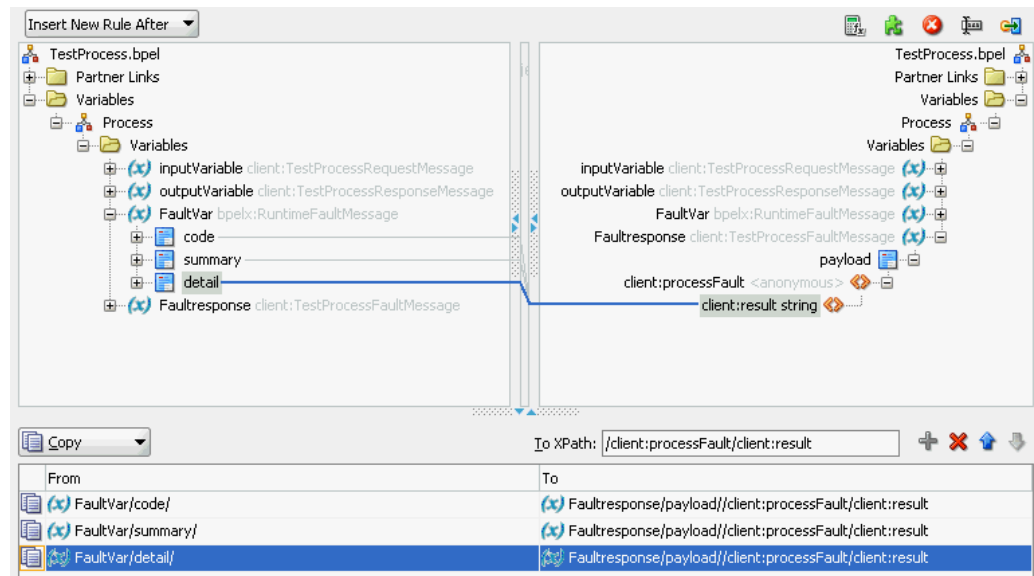 Insert New Rule After
TestProcess.bpel
Partner Links
Variables
Process
Variables
inputVariable client:TestProcessRequestMessage
outputVariable client:TestProcessResponseMessage
FaultVar bpelx:RuntimeFaultMessage
code
summary
detail
Faultresponse client:TestProcessFaultMessage
TestProcess.bpel
Partner Links
Variables
Process
Variables
inputVariable client:TestProcessRequestMessage
outputVariable client:TestProcessResponseMessage
FaultVar bpelx:RuntimeFaultMessage
Faultresponse client:TestProcessFaultMessage
payload
client:processFault <anonymous>
client:result string
Copy
To XPath: /client:processFault/client:result
From To
FaultVar/code/ Faultresponse/payload//client:processFault/client:result
FaultVar/summary/ Faultresponse/payload//client:processFault/client:result
FaultVar/detail/ Faultresponse/payload//client:processFault/client:result